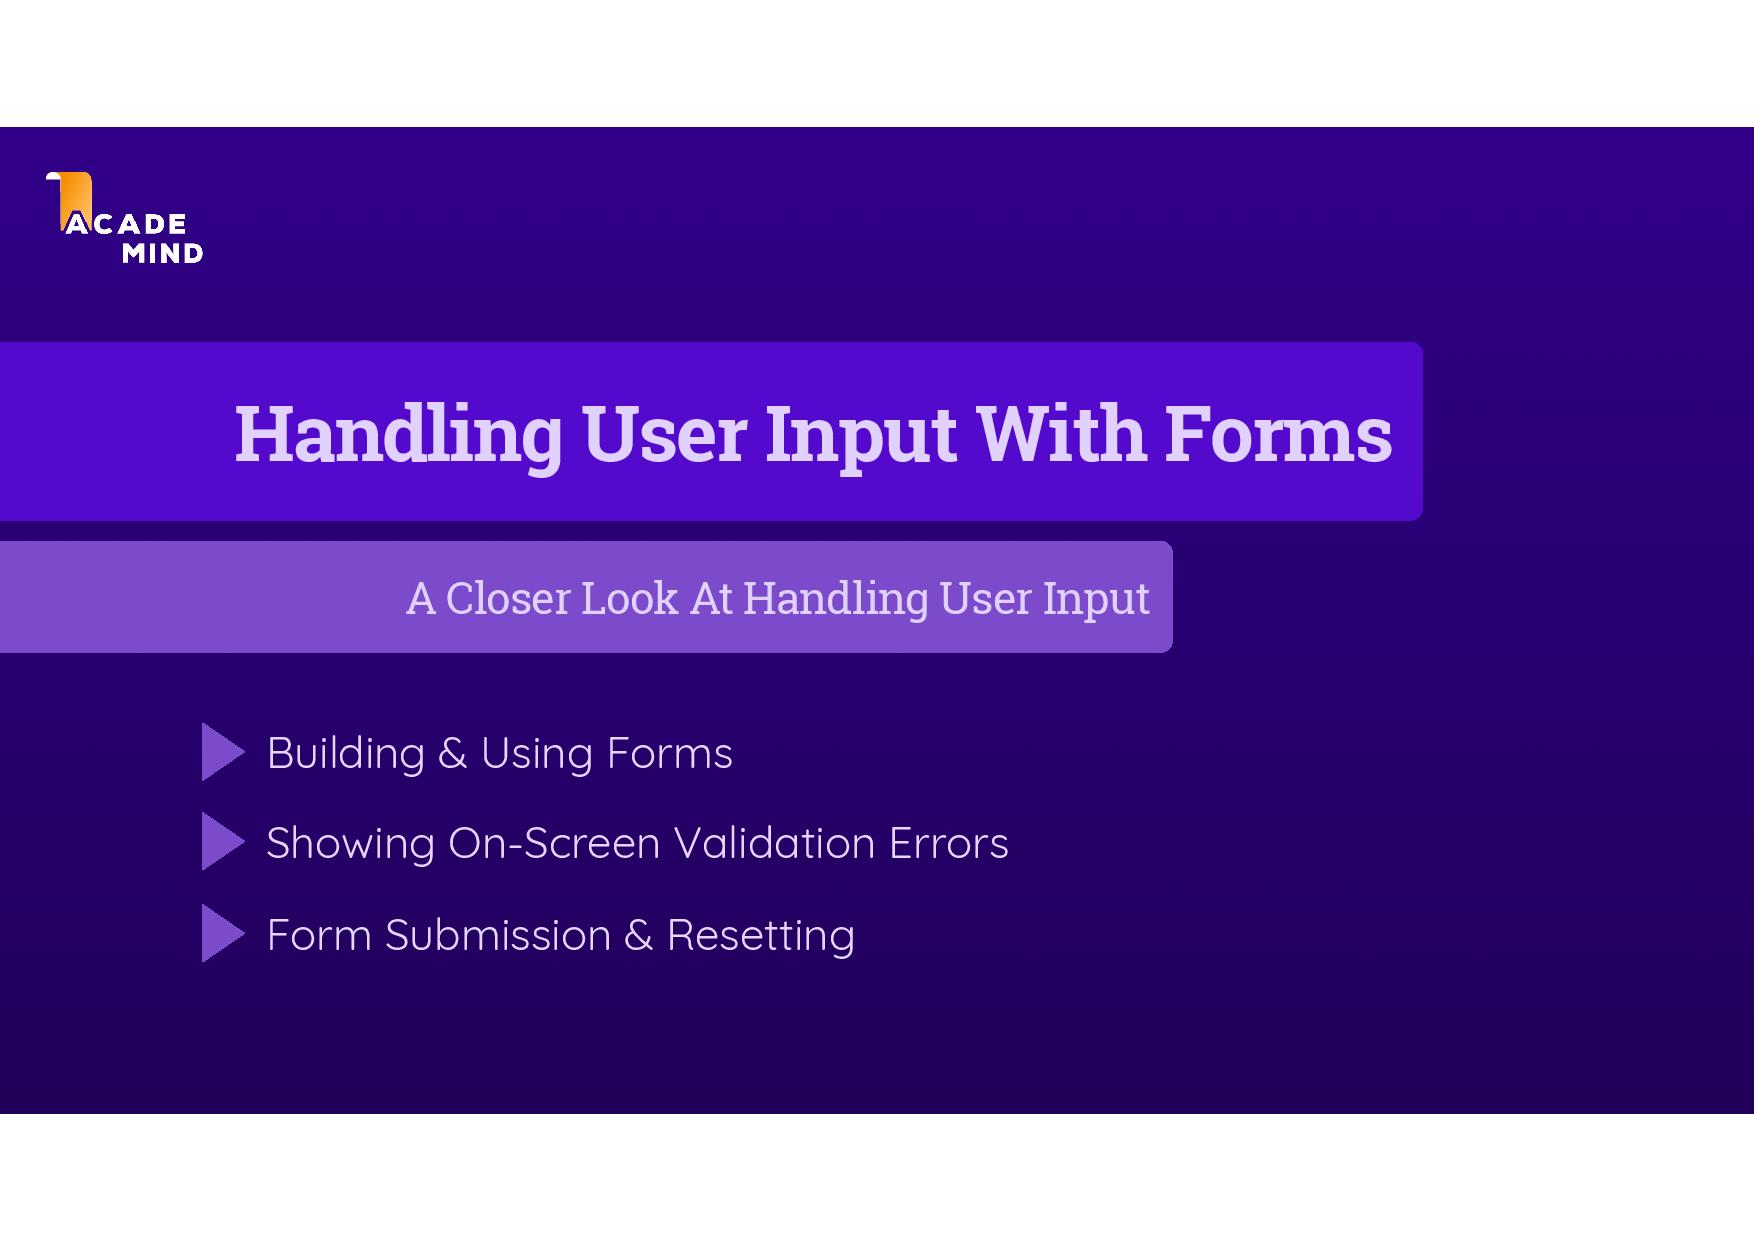 ACADE
MIND
Handling User Input With Forms
A Closer Look At Handling User Input
Building & Using Forms
Showing On-Screen Validation Errors
Form Submission & Resetting